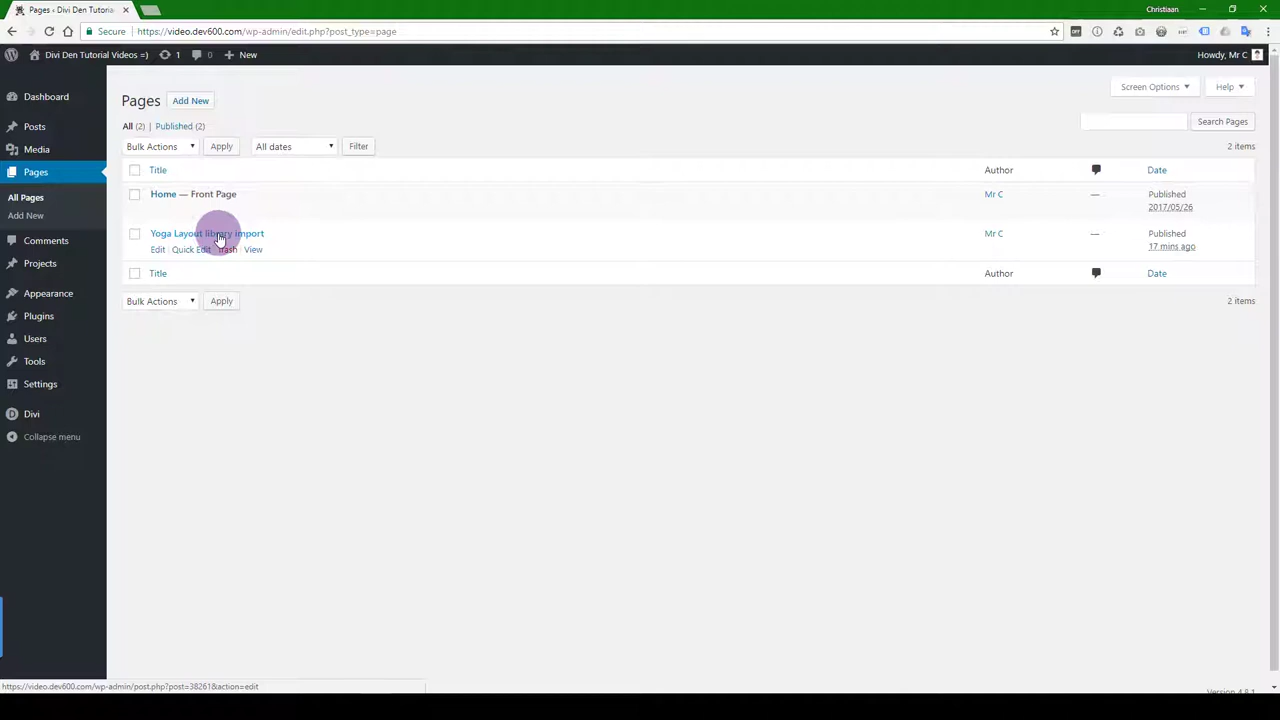 Pages ‹ Divi Den Tutoria
Christiaan
Secure
https://video.dev600.com/wp-admin/edit.php?post_type=page
Divi Den Tutorial Videos =)
1
0
New
Howdy, Mr C
Dashboard
Posts
Media
Pages
All Pages
Add New
Comments
Projects
Appearance
Plugins
Users
Tools
Settings
Divi
Collapse menu
Pages
Add New
Screen Options
Help
All (2) | Published (2)
Search Pages
Bulk Actions
Apply
All dates
Filter
2 items
Title
Author
Date
Home — Front Page
Mr C
—
Published
2017/05/26
Yoga Layout library import
Mr C
—
Published
17 mins ago
Edit | Quick Edit | Trash | View
Title
Author
Date
Bulk Actions
Apply
2 items
https://video.dev600.com/wp-admin/post.php?post=38261&action=edit
Version 4.8.1